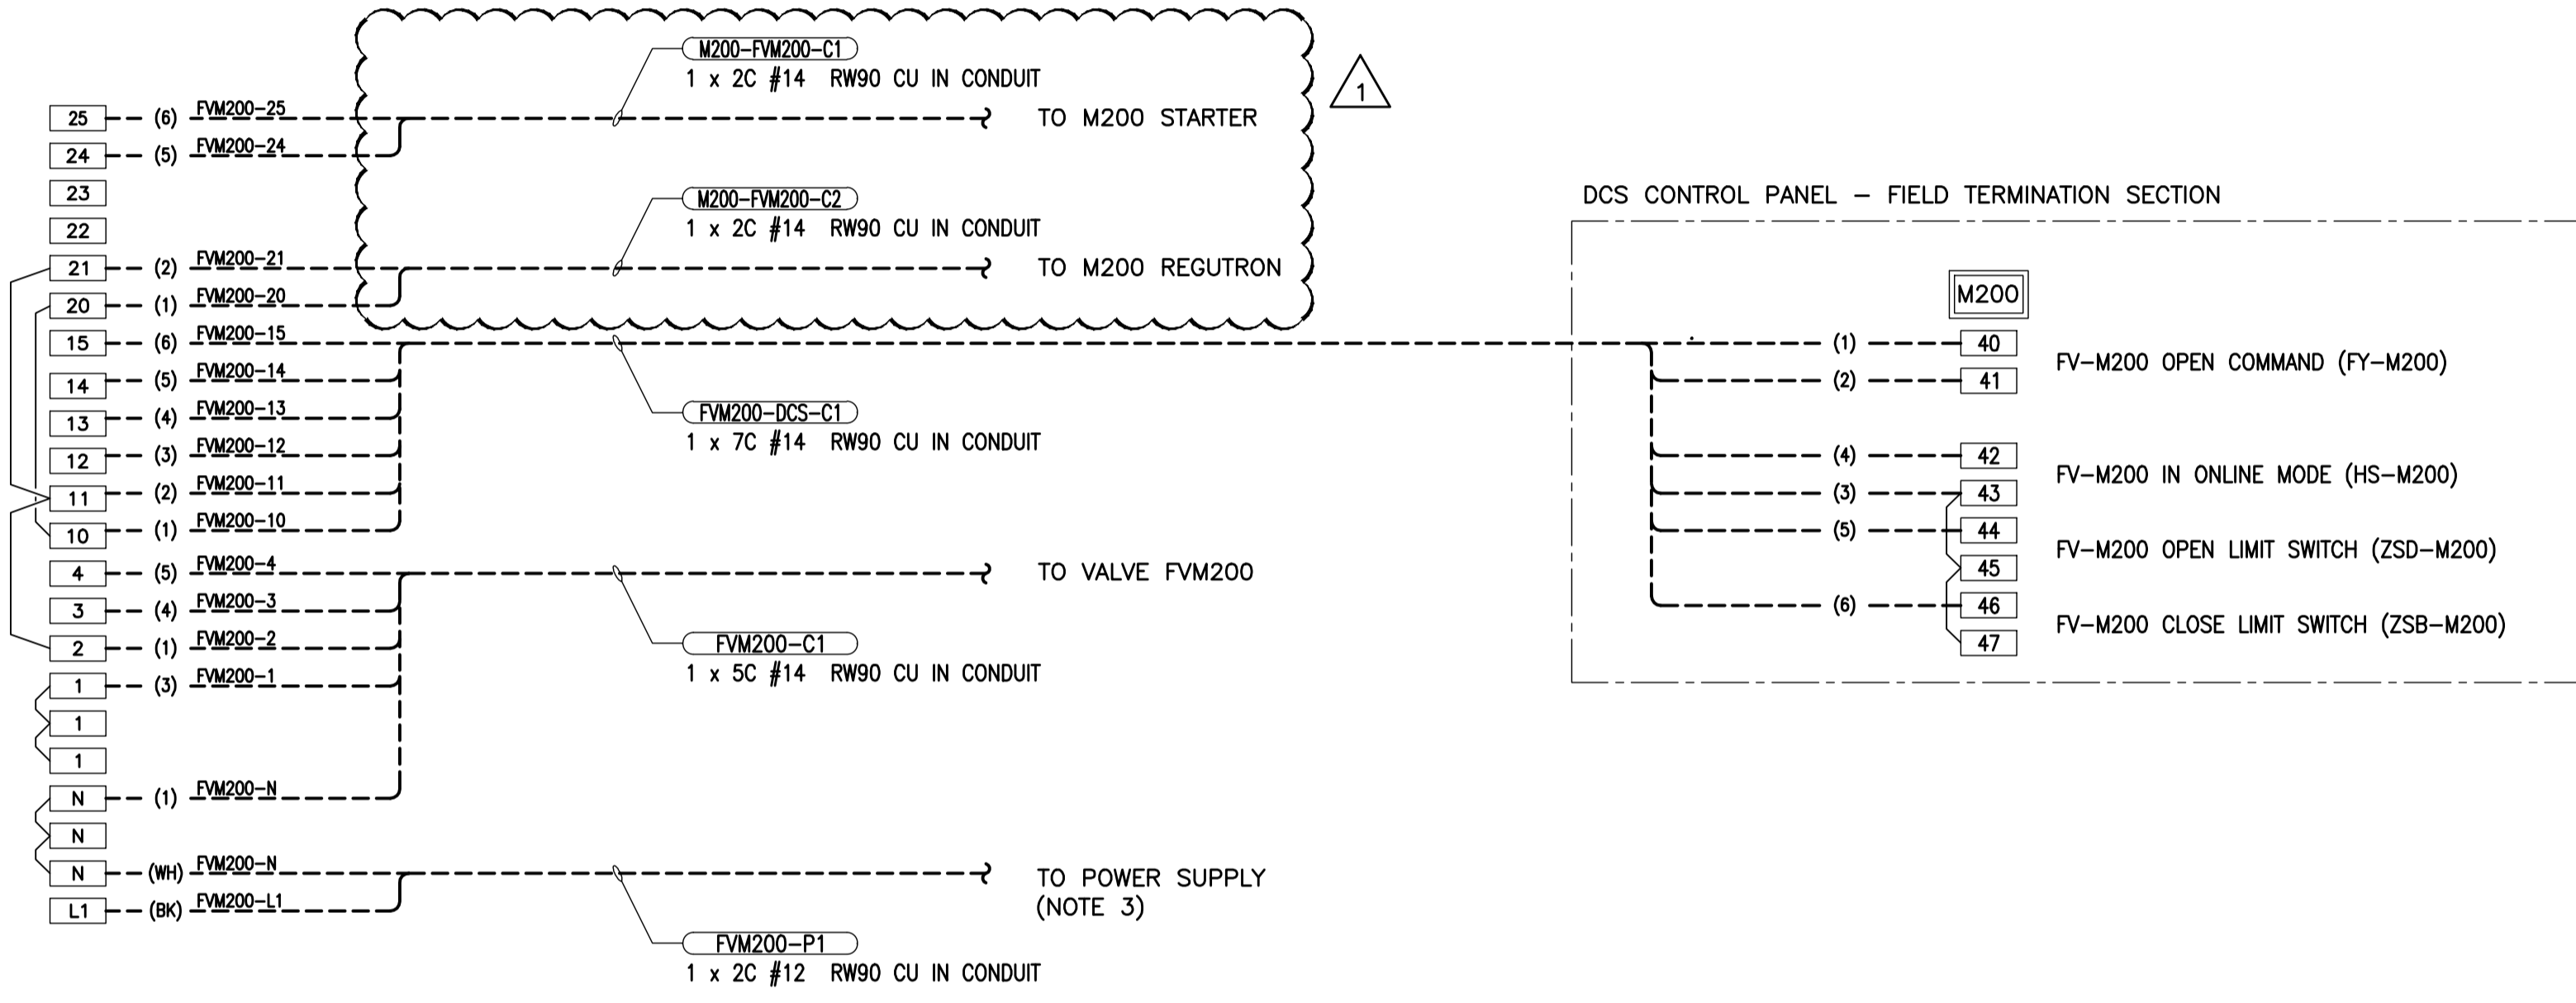 M200-FVM200-C1
1 x 2C #14 RW90 CU IN CONDUIT
1
25 (6) FVM200-25
TO M200 STARTER
24 (5) FVM200-24
23
M200-FVM200-C2
1 x 2C #14 RW90 CU IN CONDUIT
22
21 (2) FVM200-21
TO M200 REGUTRON
20 (1) FVM200-20
15 (6) FVM200-15
14 (5) FVM200-14
13 (4) FVM200-13
FVM200-DCS-C1
1 x 7C #14 RW90 CU IN CONDUIT
12 (3) FVM200-12
11 (2) FVM200-11
10 (1) FVM200-10
4 (5) FVM200-4
TO VALVE FVM200
3 (4) FVM200-3
2 (1) FVM200-2
FVM200-C1
1 x 5C #14 RW90 CU IN CONDUIT
1 (3) FVM200-1
1
1
N (1) FVM200-N
N
N (WH) FVM200-N
TO POWER SUPPLY
(NOTE 3)
L1 (BK) FVM200-L1
FVM200-P1
1 x 2C #12 RW90 CU IN CONDUIT
DCS CONTROL PANEL - FIELD TERMINATION SECTION
M200
(1) 40
FV-M200 OPEN COMMAND (FY-M200)
(2) 41
(4) 42
FV-M200 IN ONLINE MODE (HS-M200)
(3) 43
(5) 44
FV-M200 OPEN LIMIT SWITCH (ZSD-M200)
45
(6) 46
FV-M200 CLOSE LIMIT SWITCH (ZSB-M200)
47